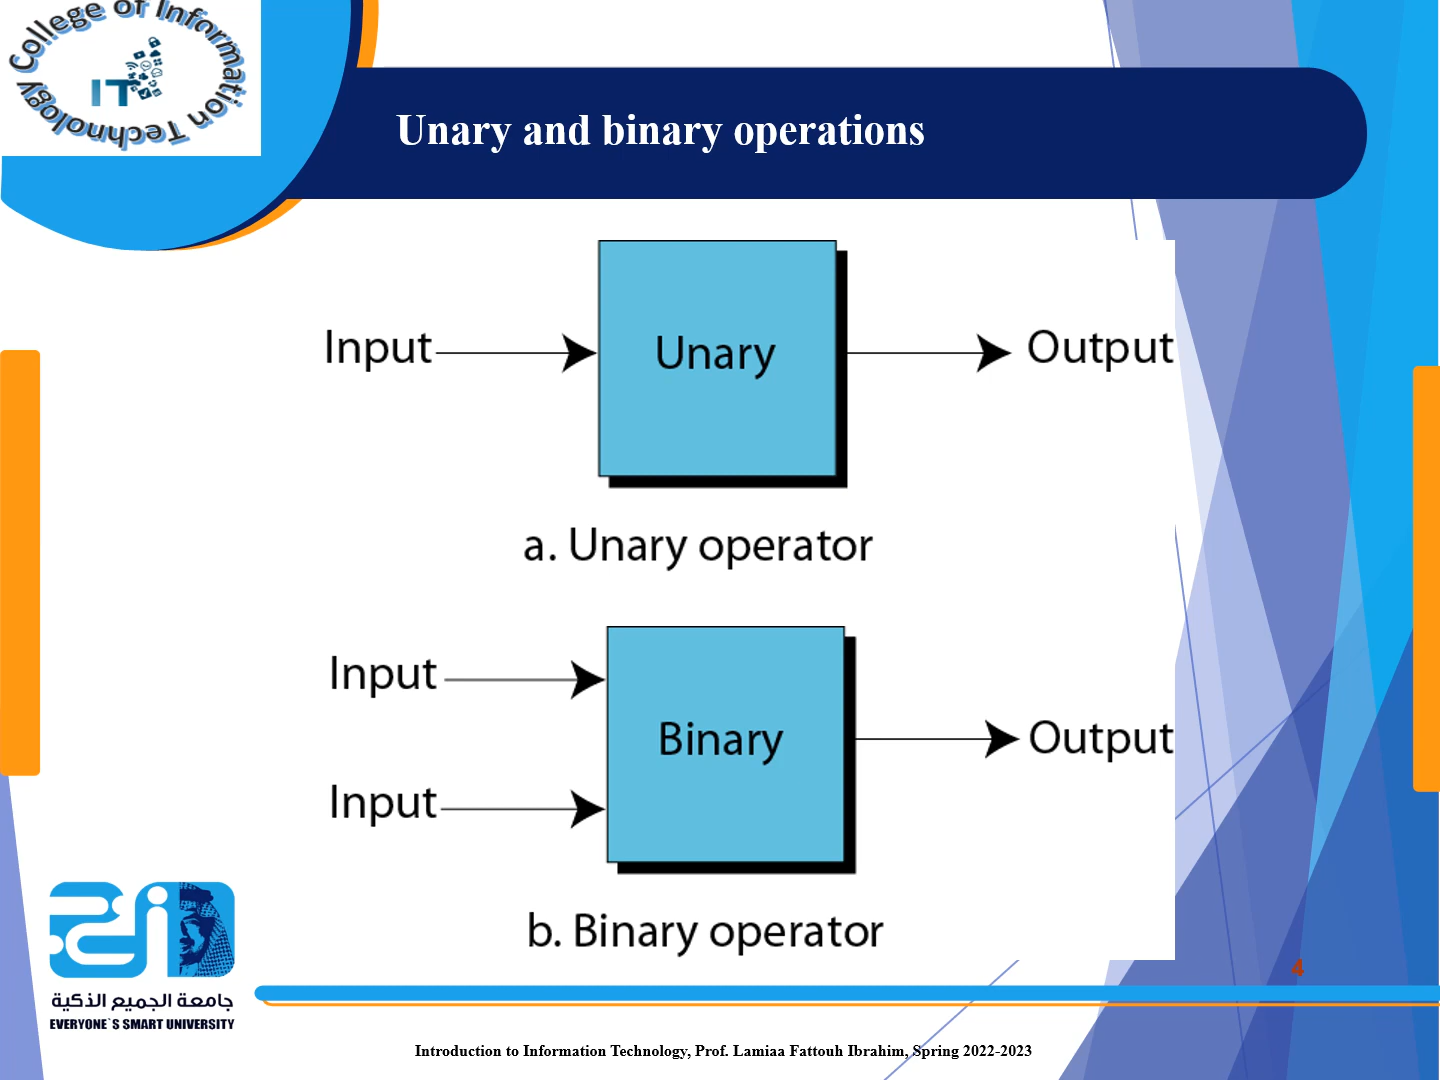 College of Information Technology
IT
Unary and binary operations
Input
Unary
Output
a. Unary operator
Input
Binary
Output
Input
b. Binary operator
4
جامعة الجميع الذكية
EVERYONE`S SMART UNIVERSITY
Introduction to Information Technology, Prof. Lamiaa Fattouh Ibrahim, Spring 2022-2023